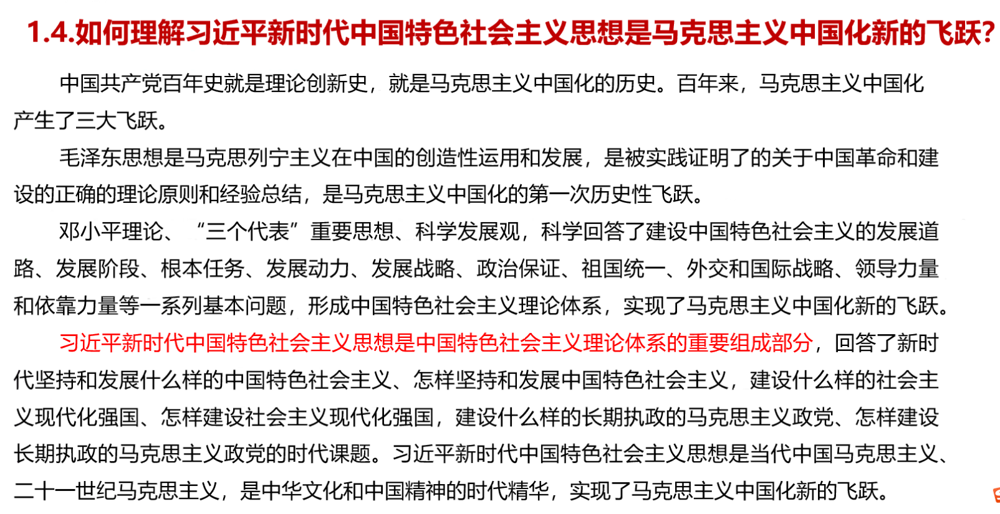 1.4.如何理解习近平新时代中国特色社会主义思想是马克思主义中国化新的飞跃?
中国共产党百年史就是理论创新史，就是马克思主义中国化的历史。百年来，马克思主义中国化
产生了三大飞跃。
毛泽东思想是马克思列宁主义在中国的创造性运用和发展，是被实践证明了的关于中国革命和建
设的正确的理论原则和经验总结，是马克思主义中国化的第一次历史性飞跃。
邓小平理论、“三个代表”重要思想、科学发展观，科学回答了建设中国特色社会主义的发展道
路、发展阶段、根本任务、发展动力、发展战略、政治保证、祖国统一、外交和国际战略、领导力量
和依靠力量等一系列基本问题，形成中国特色社会主义理论体系，实现了马克思主义中国化新的飞跃。
习近平新时代中国特色社会主义思想是中国特色社会主义理论体系的重要组成部分，回答了新时
代坚持和发展什么样的中国特色社会主义、怎样坚持和发展中国特色社会主义，建设什么样的社会主
义现代化强国、怎样建设社会主义现代化强国，建设什么样的长期执政的马克思主义政党、怎样建设
长期执政的马克思主义政党的时代课题。习近平新时代中国特色社会主义思想是当代中国马克思主义、
二十一世纪马克思主义，是中华文化和中国精神的时代精华，实现了马克思主义中国化新的飞跃。